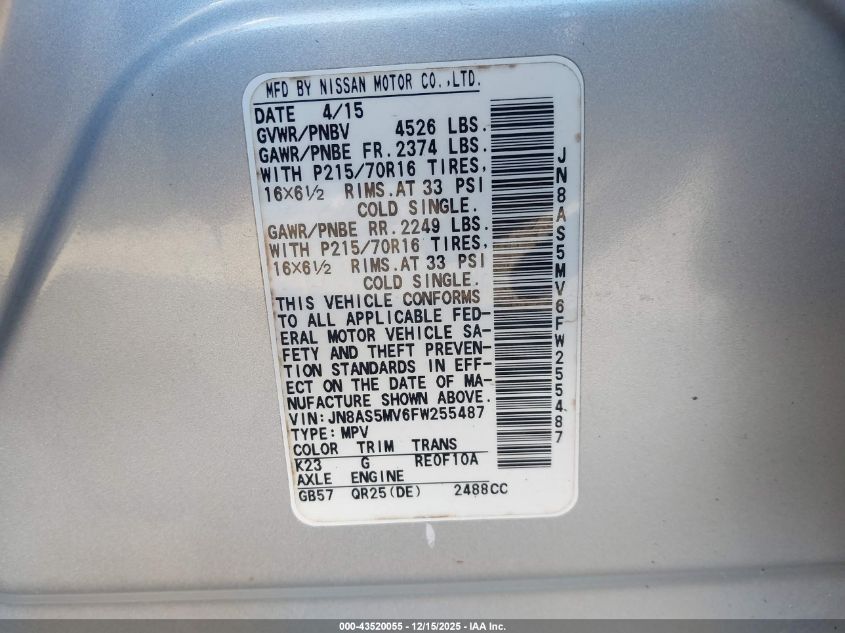 MFD BY NISSAN MOTOR CO.,LTD.
DATE 4/15
GVWR/PNBV 4526 LBS.
GAWR/PNBE FR.2374 LBS.
WITH P215/70R16 TIRES,
16×6½ RIMS.AT 33 PSI
COLD SINGLE.
GAWR/PNBE RR.2249 LBS.
WITH P215/70R16 TIRES,
16×6½ RIMS.AT 33 PSI
COLD SINGLE.
THIS VEHICLE CONFORMS
TO ALL APPLICABLE FED-
ERAL MOTOR VEHICLE SA-
FETY AND THEFT PREVEN-
TION STANDARDS IN EFF-
ECT ON THE DATE OF MA-
NUFACTURE SHOWN ABOVE.
VIN:JN8AS5MV6FW255487
TYPE:MPV
COLOR TRIM TRANS
K23 G RE0F10A
AXLE ENGINE
GB57 QR25(DE) 2488CC
JN8AS5MV6FW255487
000-43520055 - 12/15/2025 - IAA Inc.